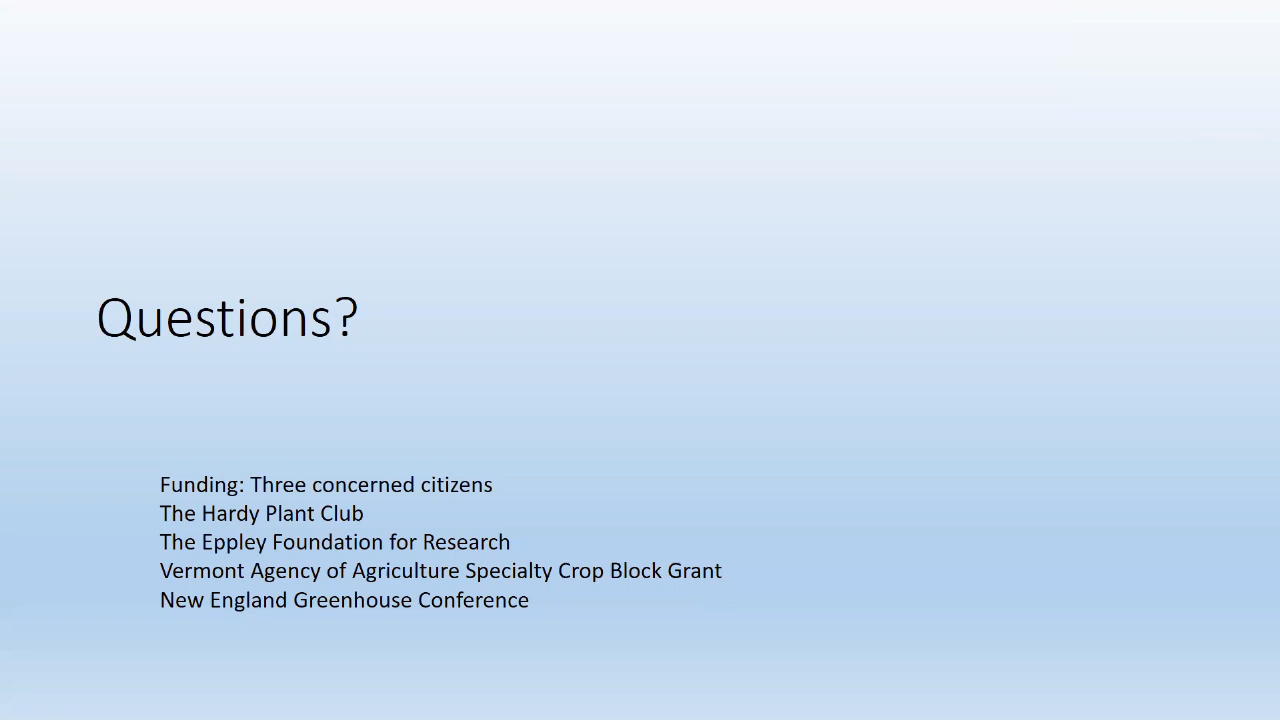 Questions?
Funding: Three concerned citizens
The Hardy Plant Club
The Eppley Foundation for Research
Vermont Agency of Agriculture Specialty Crop Block Grant
New England Greenhouse Conference